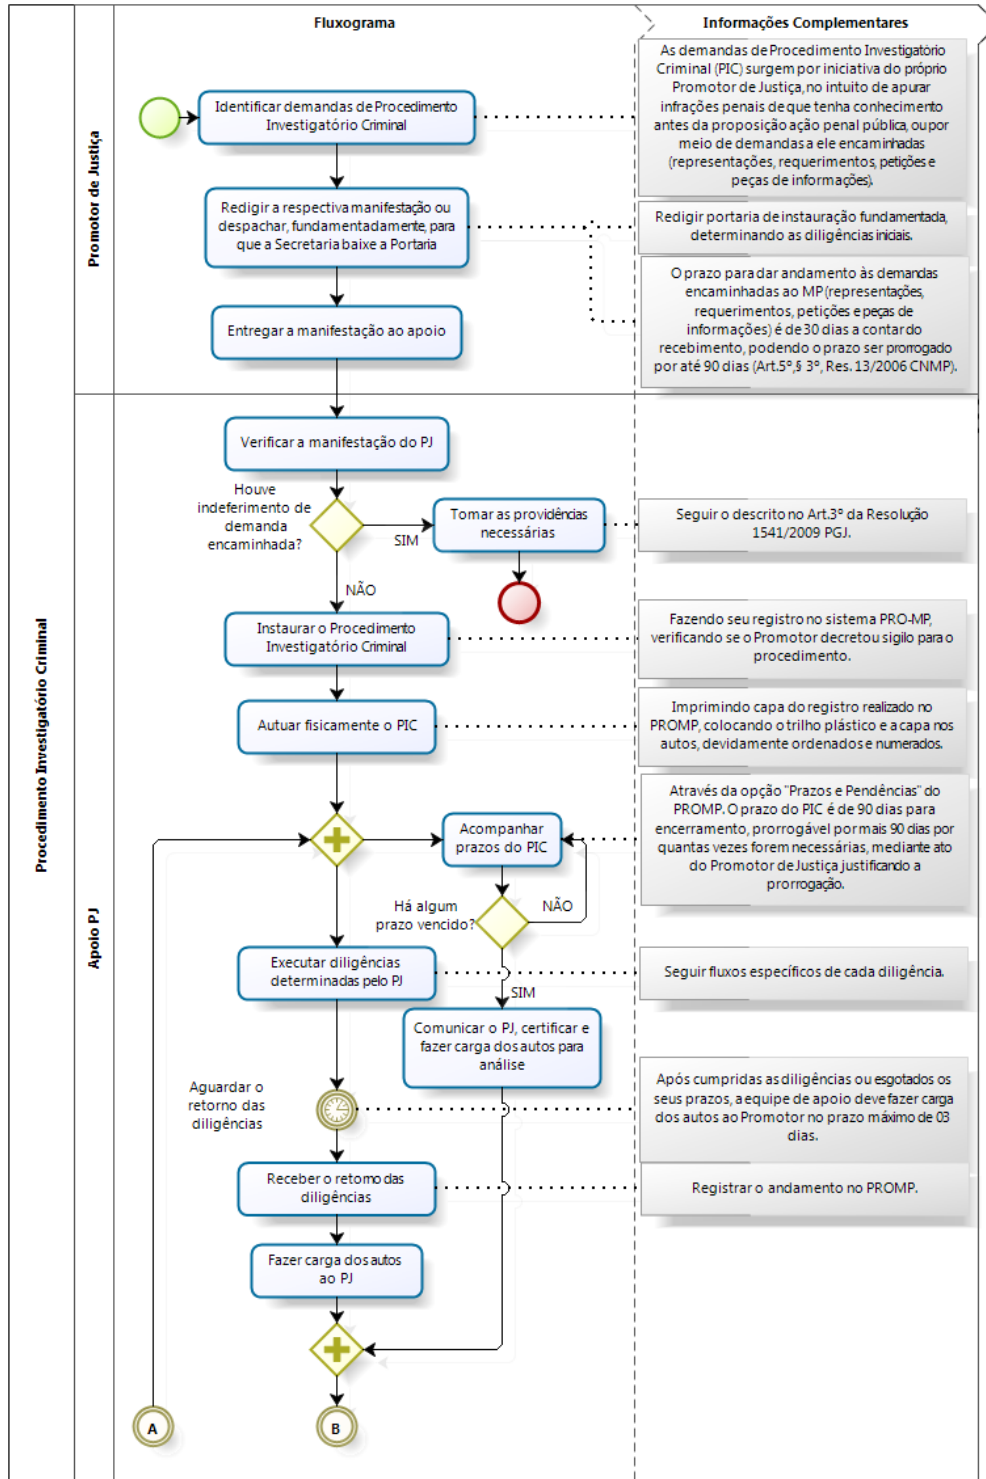 Fluxograma
Informações Complementares
Procedimento Investigatório Criminal
Promotor de Justiça
Identificar demandas de Procedimento
Investigatório Criminal
As demandas de Procedimento Investigatório
Criminal (PIC) surgem por iniciativa do próprio
Promotor de Justiça, no intuito de apurar
infrações penais de que tenha conhecimento
antes da proposição ação penal pública, ou por
meio de demandas a ele encaminhadas
(representações, requerimentos, petições e
peças de informações).
Redigir a respectiva manifestação ou
despachar, fundamentadamente, para
que a Secretaria baixe a Portaria
Redigir portaria de instauração fundamentada,
determinando as diligências iniciais.
O prazo para dar andamento às demandas
encaminhadas ao MP (representações,
requerimentos, petições e peças de
informações) é de 30 dias a contar do
recebimento, podendo o prazo ser prorrogado
por até 90 dias (Art.5º,§ 3º, Res. 13/2006 CNMP).
Entregar a manifestação ao apoio
Apoio PJ
Verificar a manifestação do PJ
Houve
indeferimento de
demanda
encaminhada?
SIM
Tomar as providências
necessárias
Seguir o descrito no Art.3º da Resolução
1541/2009 PGJ.
NÃO
Instaurar o Procedimento
Investigatório Criminal
Fazendo seu registro no sistema PRO-MP,
verificando se o Promotor decretou sigilo para o
procedimento.
Autuar fisicamente o PIC
Imprimindo capa do registro realizado no
PROMP, colocando o trilho plástico e a capa nos
autos, devidamente ordenados e numerados.
Acompanhar
prazos do PIC
Através da opção "Prazos e Pendências" do
PROMP. O prazo do PIC é de 90 dias para
encerramento, prorrogável por mais 90 dias por
quantas vezes forem necessárias, mediante ato
do Promotor de Justiça justificando a
prorrogação.
Há algum
prazo vencido?
NÃO
SIM
Executar diligências
determinadas pelo PJ
Seguir fluxos específicos de cada diligência.
Comunicar o PJ, certificar e
fazer carga dos autos para
análise
Aguardar o
retorno das
diligências
Após cumpridas as diligências ou esgotados os
seus prazos, a equipe de apoio deve fazer carga
dos autos ao Promotor no prazo máximo de 03
dias.
Receber o retorno das
diligências
Registrar o andamento no PROMP.
Fazer carga dos autos
ao PJ
A
B